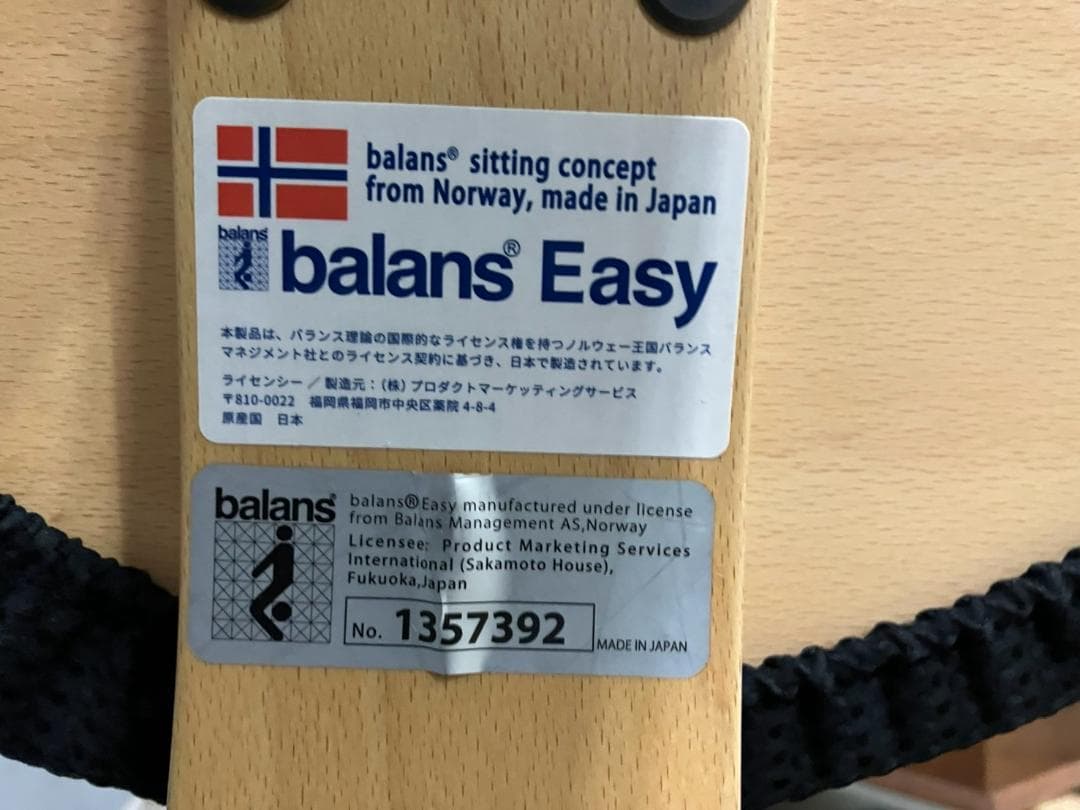 balans® sitting concept
from Norway, made in Japan
balans
balans® Easy
本製品は、バランス理論の国際的なライセンス権を持つノルウェー王国バランス
マネジメント社とのライセンス契約に基づき、日本で製造されています。
ライセンシー／製造元：（株）プロダクトマーケッティングサービス
〒810-0022 福岡県福岡市中央区薬院 4-8-4
原産国 日本
balans®
balans®Easy manufactured under license
from Balans Management AS,Norway
Licensee: Product Marketing Services
International (Sakamoto House),
Fukuoka,Japan
No. 1357392
MADE IN JAPAN